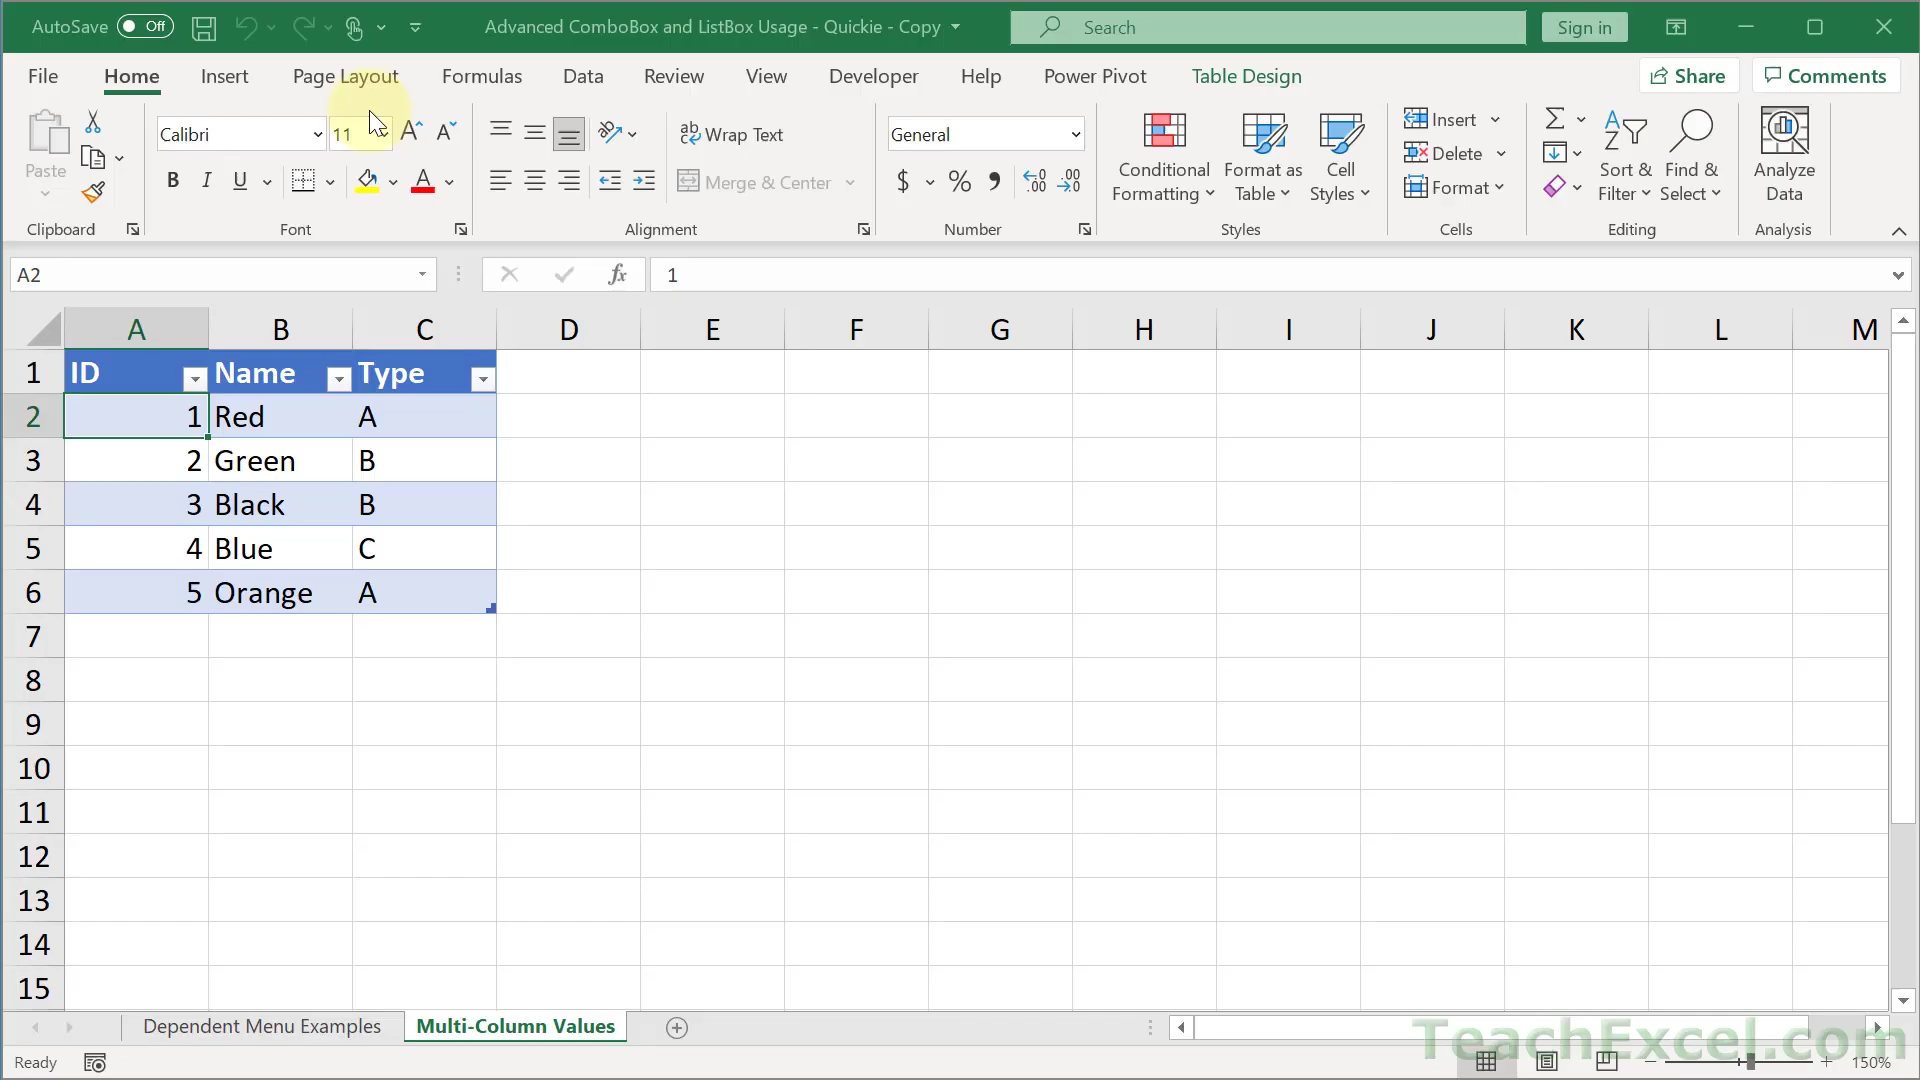 AutoSave Off Advanced ComboBox and ListBox Usage - Quickie - Copy Search Sign in
File Home Insert Page Layout Formulas Data Review View Developer Help Power Pivot Table Design Share Comments
Calibri 11 ab Wrap Text General Insert
Paste B I U Merge & Center $ % Conditional Formatting Format as Table Cell Styles Delete Format Sort & Filter Find & Select Analyze Data
Clipboard Font Alignment Number Styles Cells Editing Analysis
A2 fx 1
A B C D E F G H I J K L M
1 ID Name Type
2 1 Red A
3 2 Green B
4 3 Black B
5 4 Blue C
6 5 Orange A
7
8
9
10
11
12
13
14
15
Dependent Menu Examples Multi-Column Values
TeachExcel.com
Ready 150%